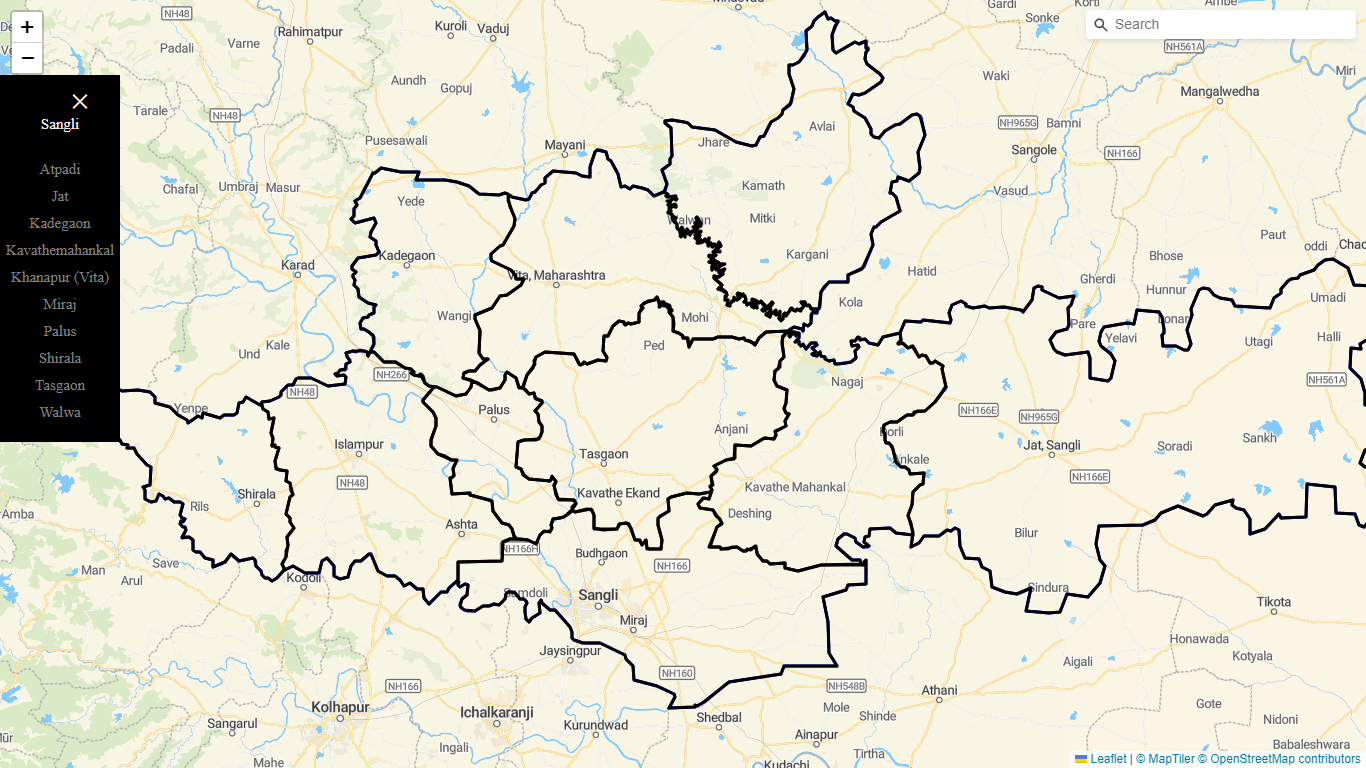 +
−
Search
Sangli
Atpadi
Jat
Kadegaon
Kavathemahankal
Khanapur (Vita)
Miraj
Palus
Shirala
Tasgaon
Walwa
NH48
Kuroli
Vaduj
Gardi
Sonke
Korti
Ambe
Rahimatpur
Varne
Padali
NH561A
Miri
Waki
Aundh
Gopuj
Mangalwedha
Tarale
NH48
NH965G
Bamni
Avlai
Pusesawali
Mayani
Jhare
Sangole
NH166
Chafal
Umbraj
Masur
Kamath
Vasud
Yede
Mitki
Paut
oddi
Kadegaon
Kargani
Bhose
Karad
Hatid
Gherdi
Vita, Maharashtra
Hunnur
Umadi
Kola
Wangi
Mohi
Pare
Yelavi
Utagi
Halli
Kale
Und
Ped
NH266
Nagaj
NH561A
NH48
Yenpe
Palus
NH166E
NH965G
Anjani
Islampur
Jat, Sangli
Soradi
Sankh
Tasgaon
NH48
NH166E
Shirala
Kavathe Ekand
Kavathe Mahankal
Rils
Amba
Deshing
Ashta
Bilur
NH166H
Budhgaon
Save
Man
Arul
NH166
Kodoli
Sindura
Samdoli
Sangli
Tikota
Miraj
Honawada
Jaysingpur
Kotyala
Aigali
NH160
NH166
NH548B
Athani
Kolhapur
Mole
Gote
Ichalkaranji
Shinde
Sangarul
Kurundwad
Shedbal
Nidoni
Ainapur
Ingali
Babaleshwara
Tirtha
Mahe
Kudachi
Leaflet | © MapTiler © OpenStreetMap contributors